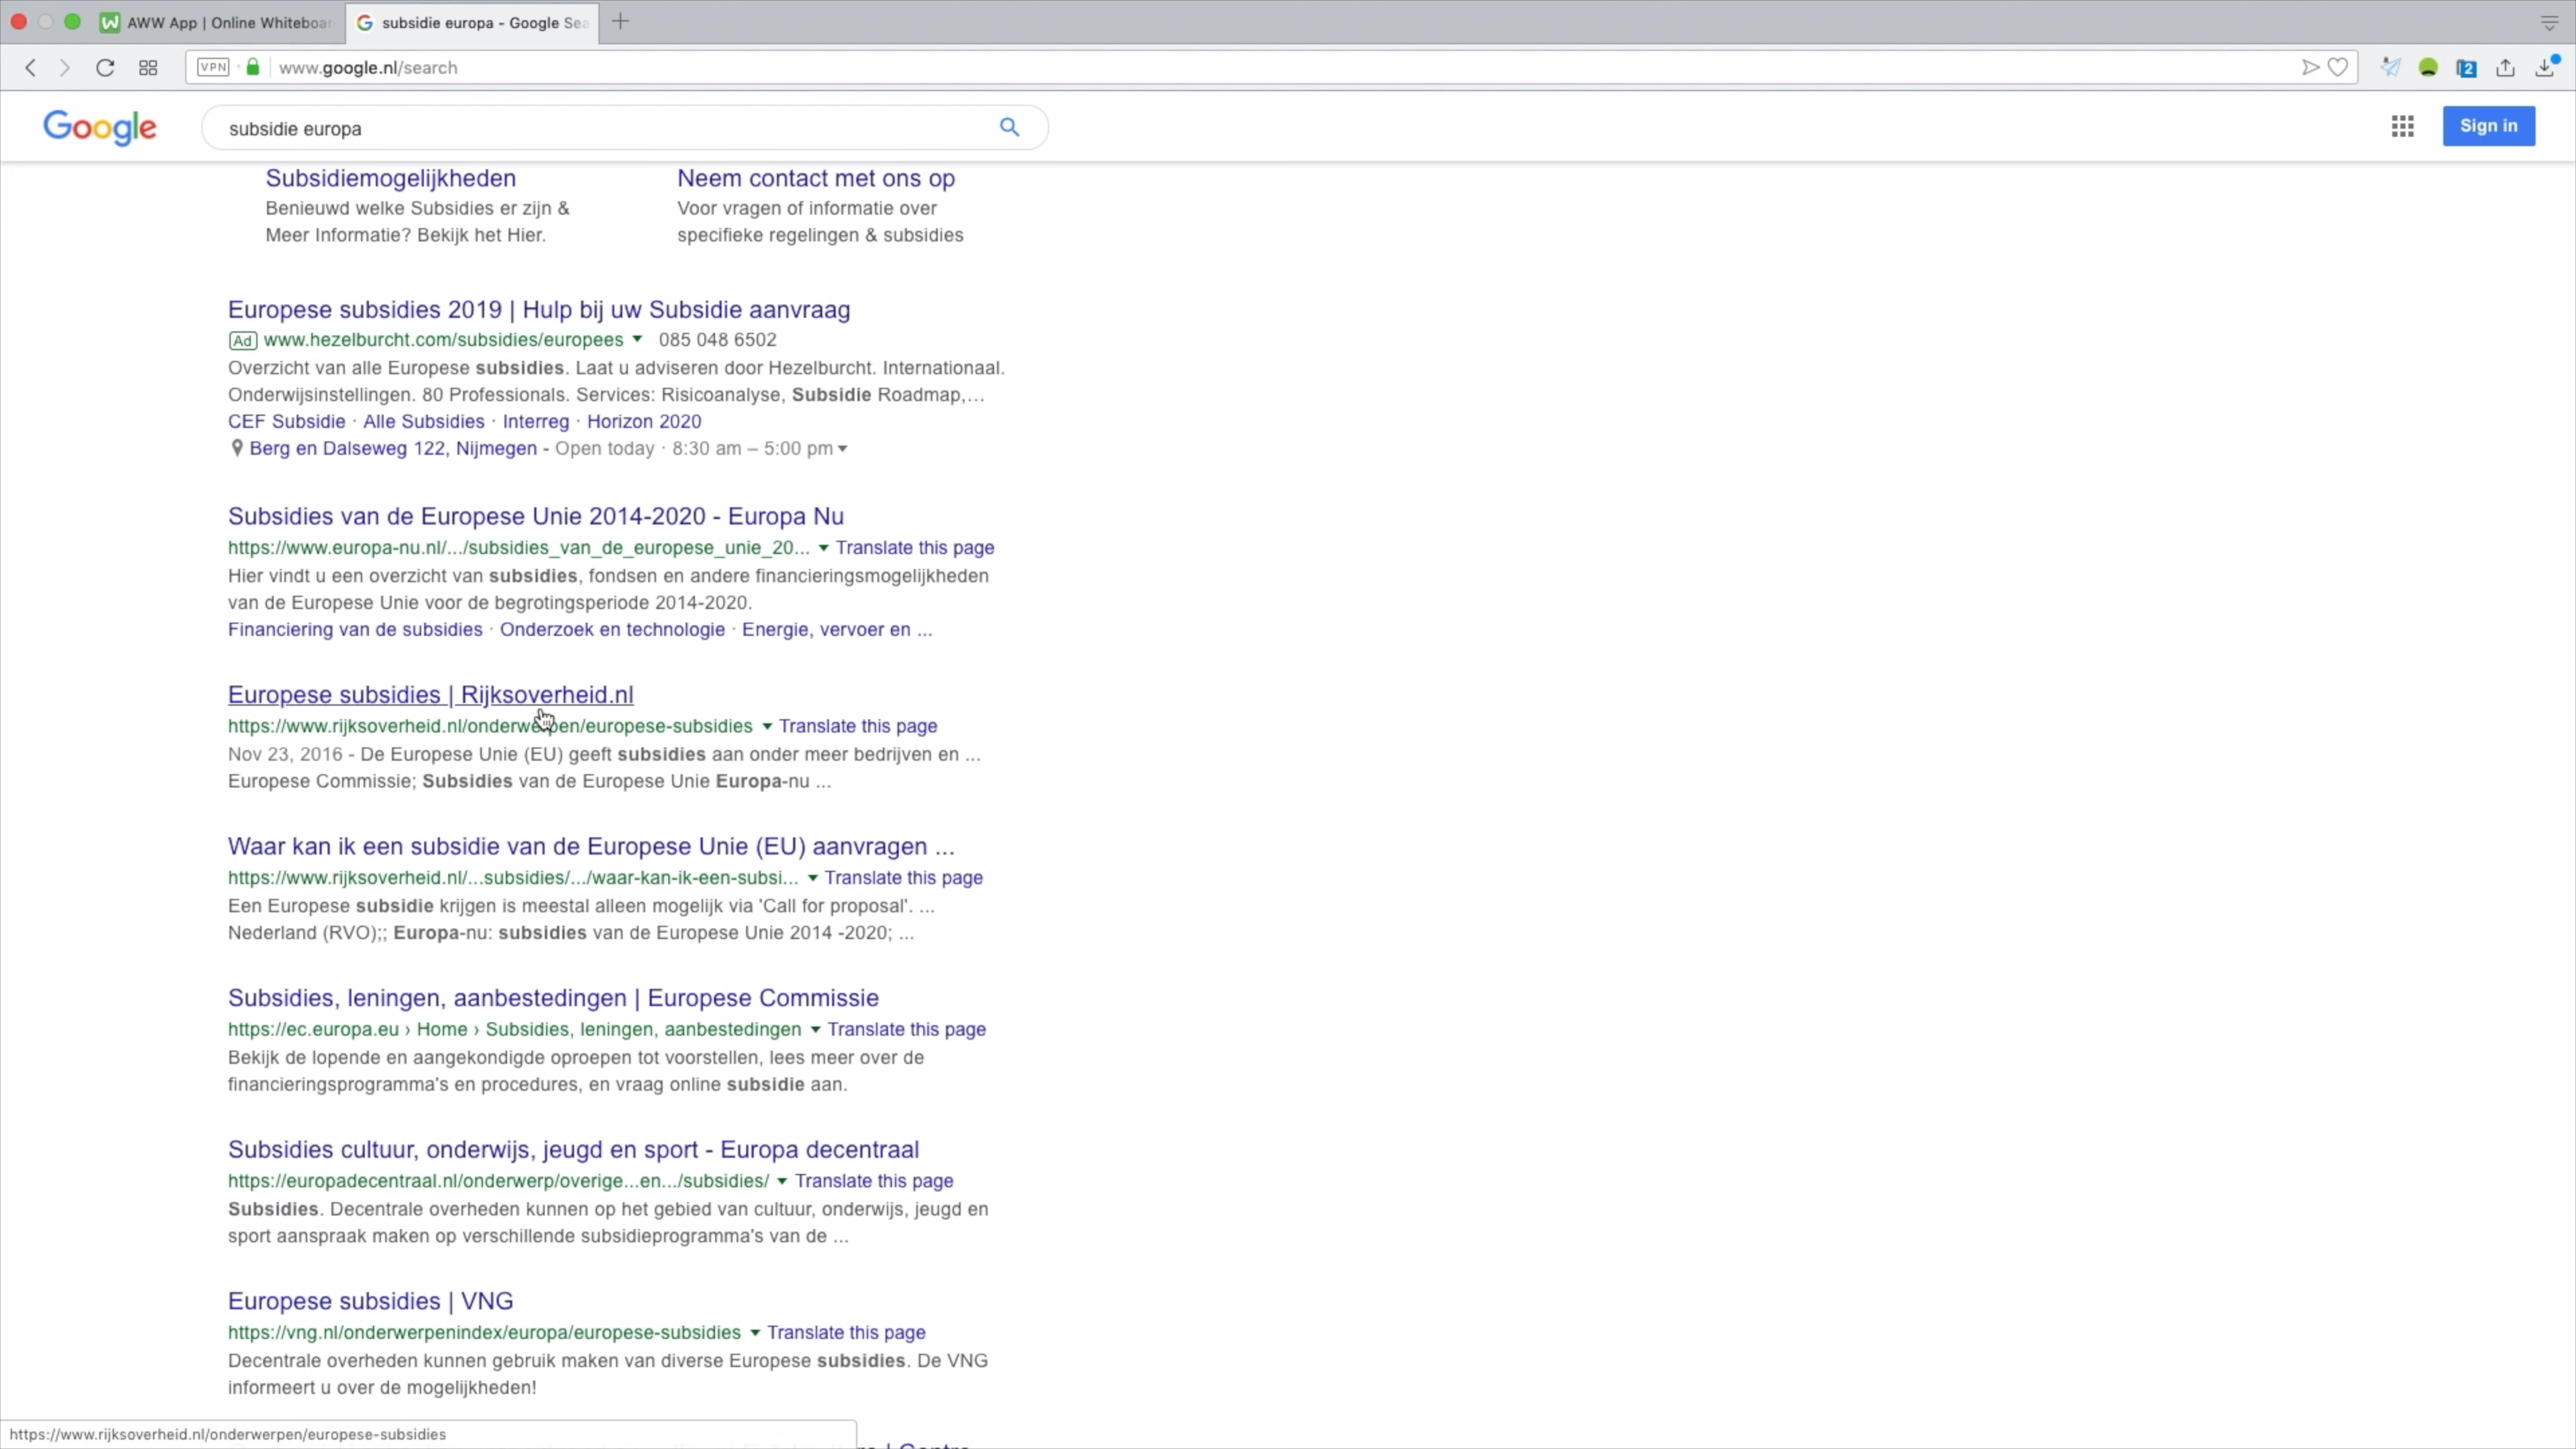 AWW App | Online Whiteboar
subsidie europa - Google Sea
VPN
www.google.nl/search
2
Google
subsidie europa
Sign in
Subsidiemogelijkheden
Benieuwd welke Subsidies er zijn &
Meer Informatie? Bekijk het Hier.
Neem contact met ons op
Voor vragen of informatie over
specifieke regelingen & subsidies
Europese subsidies 2019 | Hulp bij uw Subsidie aanvraag
Ad www.hezelburcht.com/subsidies/europees 085 048 6502
Overzicht van alle Europese subsidies. Laat u adviseren door Hezelburcht. Internationaal.
Onderwijsinstellingen. 80 Professionals. Services: Risicoanalyse, Subsidie Roadmap,...
CEF Subsidie · Alle Subsidies · Interreg · Horizon 2020
Berg en Dalseweg 122, Nijmegen - Open today · 8:30 am – 5:00 pm
Subsidies van de Europese Unie 2014-2020 - Europa Nu
https://www.europa-nu.nl/.../subsidies_van_de_europese_unie_20... Translate this page
Hier vindt u een overzicht van subsidies, fondsen en andere financieringsmogelijkheden
van de Europese Unie voor de begrotingsperiode 2014-2020.
Financiering van de subsidies · Onderzoek en technologie · Energie, vervoer en ...
Europese subsidies | Rijksoverheid.nl
https://www.rijksoverheid.nl/onderwerpen/europese-subsidies Translate this page
Nov 23, 2016 - De Europese Unie (EU) geeft subsidies aan onder meer bedrijven en ...
Europese Commissie; Subsidies van de Europese Unie Europa-nu ...
Waar kan ik een subsidie van de Europese Unie (EU) aanvragen ...
https://www.rijksoverheid.nl/...subsidies/.../waar-kan-ik-een-subsi... Translate this page
Een Europese subsidie krijgen is meestal alleen mogelijk via 'Call for proposal'. ...
Nederland (RVO);; Europa-nu: subsidies van de Europese Unie 2014 -2020; ...
Subsidies, leningen, aanbestedingen | Europese Commissie
https://ec.europa.eu › Home › Subsidies, leningen, aanbestedingen Translate this page
Bekijk de lopende en aangekondigde oproepen tot voorstellen, lees meer over de
financieringsprogramma's en procedures, en vraag online subsidie aan.
Subsidies cultuur, onderwijs, jeugd en sport - Europa decentraal
https://europadecentraal.nl/onderwerp/overige...en.../subsidies/ Translate this page
Subsidies. Decentrale overheden kunnen op het gebied van cultuur, onderwijs, jeugd en
sport aanspraak maken op verschillende subsidieprogramma's van de ...
Europese subsidies | VNG
https://vng.nl/onderwerpenindex/europa/europese-subsidies Translate this page
Decentrale overheden kunnen gebruik maken van diverse Europese subsidies. De VNG
informeert u over de mogelijkheden!
https://www.rijksoverheid.nl/onderwerpen/europese-subsidies